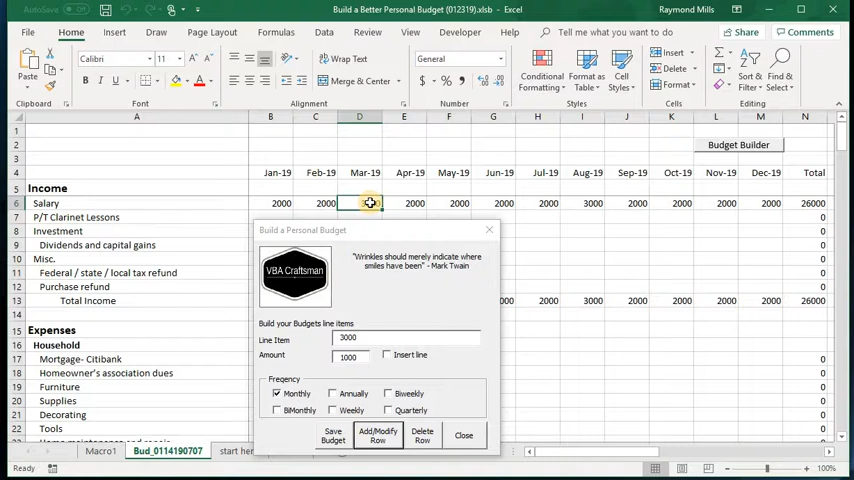 AutoSave Off Build a Better Personal Budget (012319).xlsb - Excel Raymond Mills
File Home Insert Draw Page Layout Formulas Data Review View Developer Help Tell me what you want to do Share Comments
Paste Calibri 11 Wrap Text General Conditional Formatting Format as Table Cell Styles Insert Sort & Filter Find & Select
B I U Merge & Center $ % Delete
Format
Clipboard Font Alignment Number Styles Cells Editing
A B C D E F G H I J K L M N
1
2 Budget Builder
3
4 Jan-19 Feb-19 Mar-19 Apr-19 May-19 Jun-19 Jul-19 Aug-19 Sep-19 Oct-19 Nov-19 Dec-19 Total
5 Income
6 Salary 2000 2000 2000 2000 2000 2000 3000 2000 2000 2000 2000 26000
7 P/T Clarinet Lessons 0
8 Investment 0
9 Dividends and capital gains 0
10 Misc. 0
11 Federal / state / local tax refund 0
12 Purchase refund 0
13 Total Income 2000 3000 2000 2000 2000 2000 26000
14
15 Expenses
16 Household
17 Mortgage- Citibank 0
18 Homeowner's association dues 0
19 Furniture 0
20 Supplies 0
21 Decorating 0
22 Tools 0
Build a Personal Budget
VBA Craftsman
"Wrinkles should merely indicate where
smiles have been" - Mark Twain
Build your Budgets line items
Line Item 3000
Amount 1000 Insert line
Freqency
Monthly Annually Biweekly
BiMonthly Weekly Quarterly
Save Budget Add/Modify Row Delete Row Close
Macro1 Bud_0114190707 start her
Ready 100%